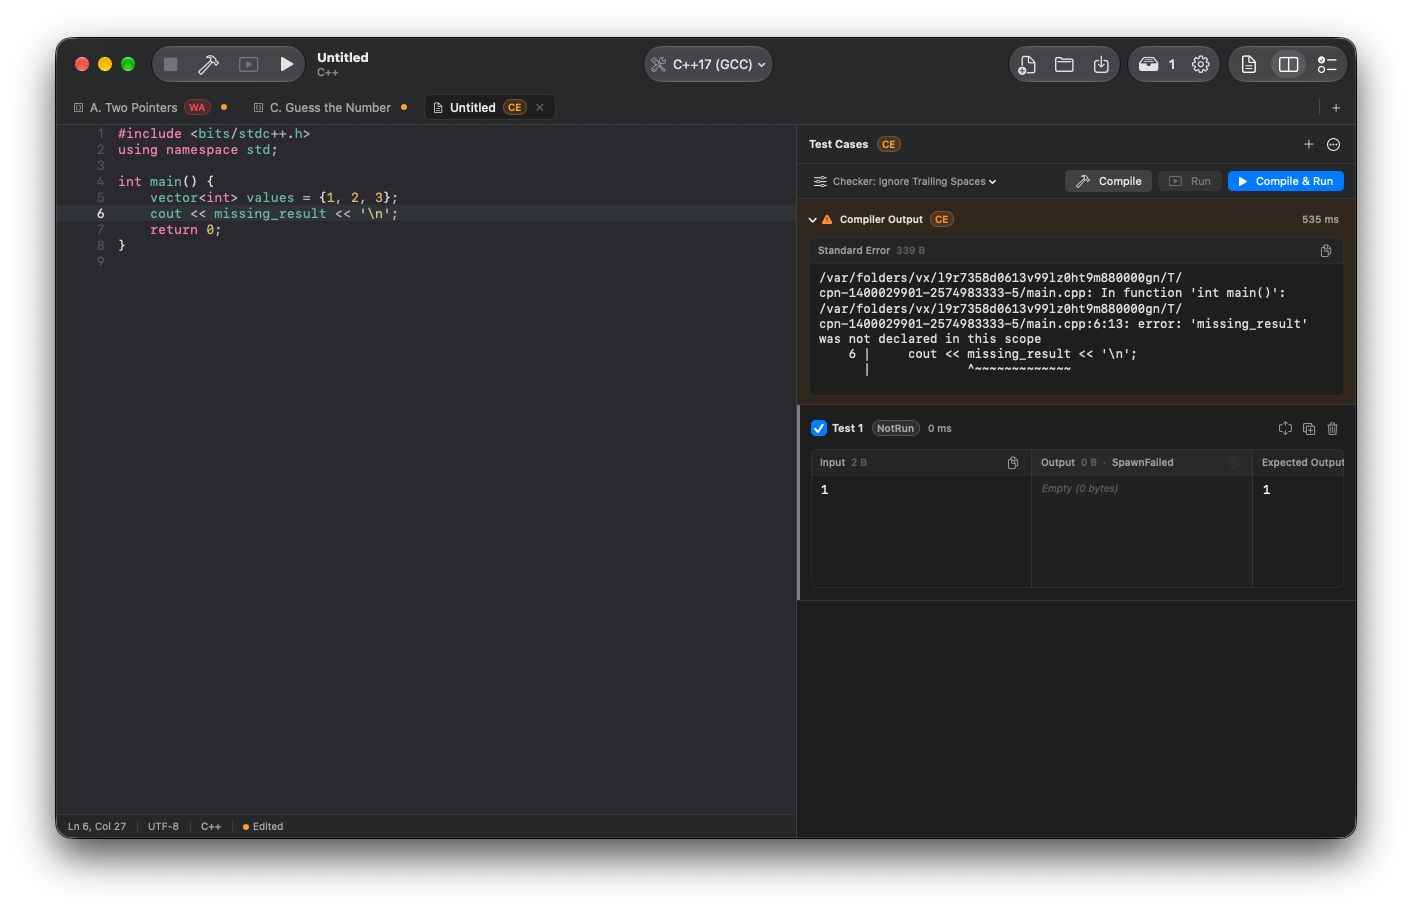 Untitled
C++
C++17 (GCC)
1
A. Two Pointers WA
C. Guess the Number
Untitled CE
1 #include <bits/stdc++.h>
2 using namespace std;
3
4 int main() {
5     vector<int> values = {1, 2, 3};
6     cout << missing_result << '\n';
7     return 0;
8 }
9
Test Cases CE
Checker: Ignore Trailing Spaces
Compile
Run
Compile & Run
Compiler Output CE
535 ms
Standard Error 339 B
/var/folders/vx/l9r7358d0613v99lz0ht9m880000gn/T/
cpn-1400029901-2574983333-5/main.cpp: In function 'int main()':
/var/folders/vx/l9r7358d0613v99lz0ht9m880000gn/T/
cpn-1400029901-2574983333-5/main.cpp:6:13: error: 'missing_result'
was not declared in this scope
    6 |     cout << missing_result << '\n';
      |             ^~~~~~~~~~~~~~
Test 1 NotRun 0 ms
Input 2 B
Output 0 B · SpawnFailed
Expected Output
1
Empty (0 bytes)
1
Ln 6, Col 27
UTF-8
C++
Edited